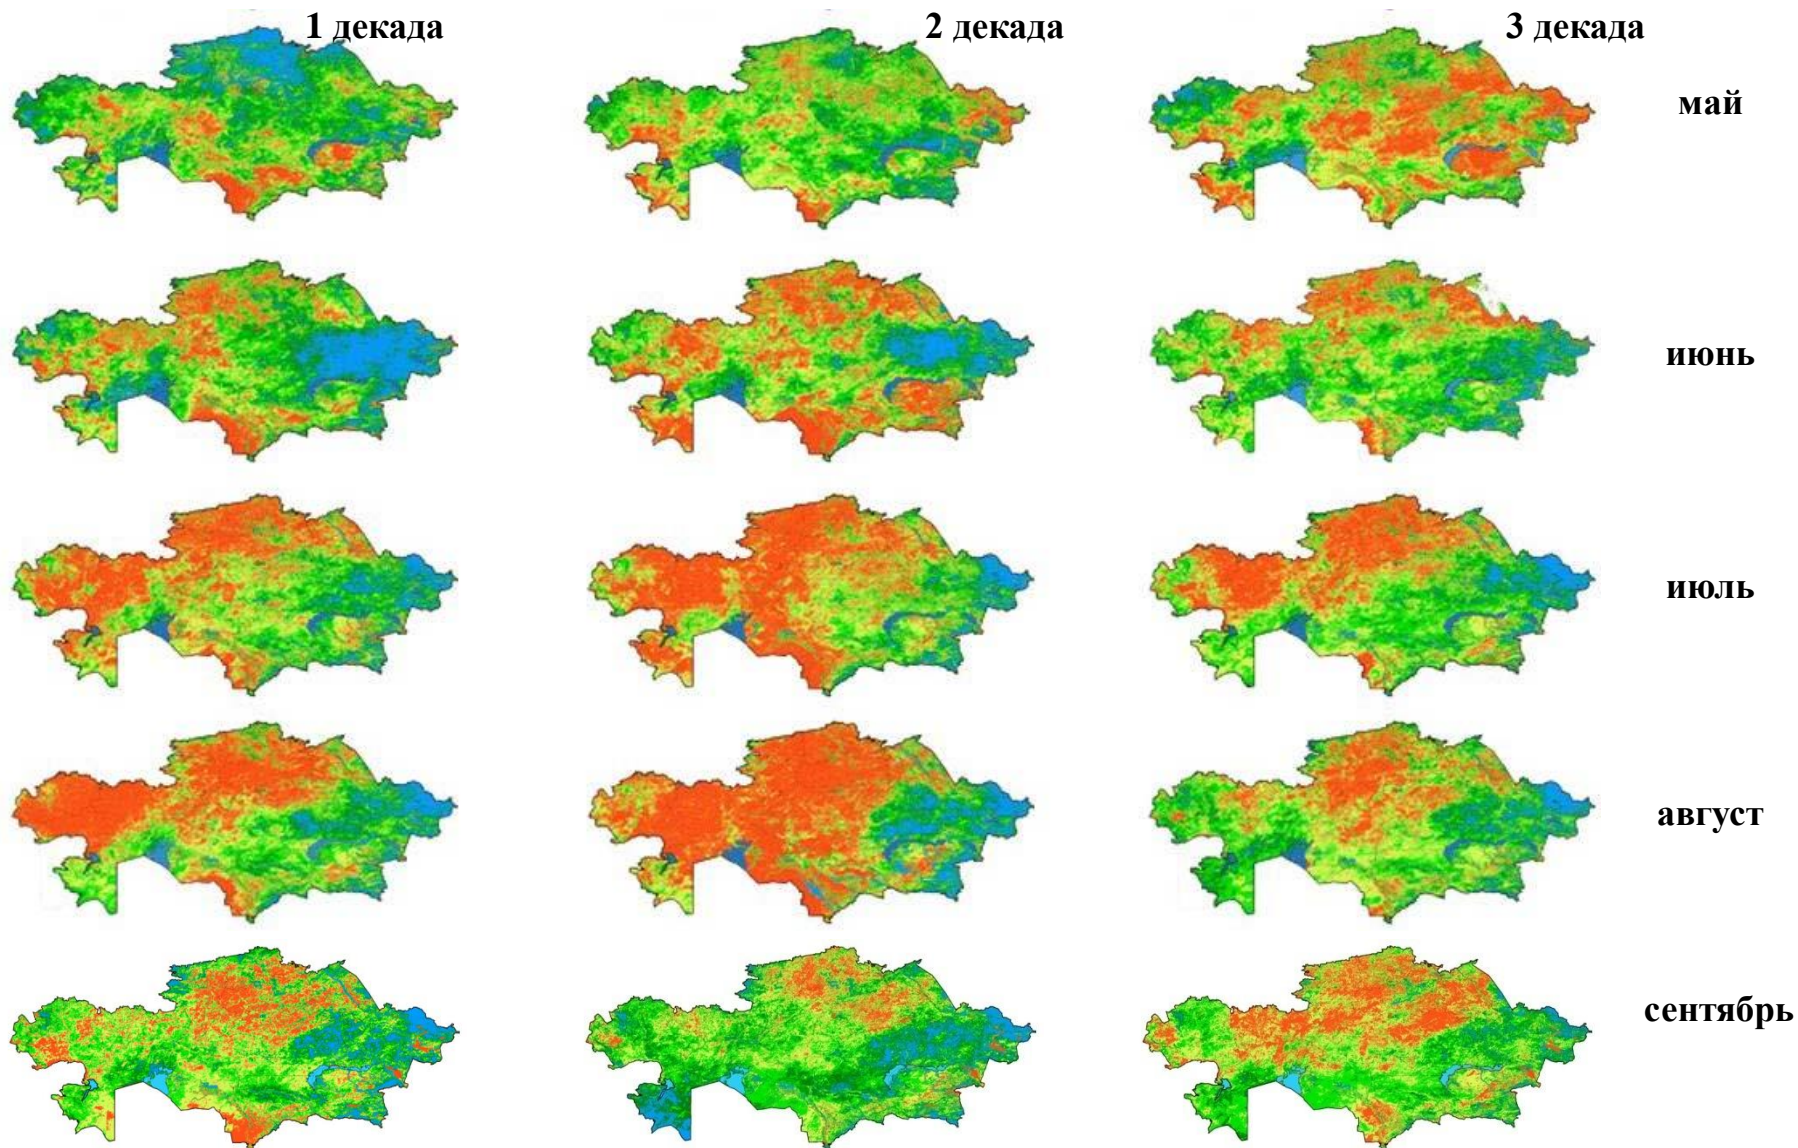 1 декада
2 декада
3 декада
май
июнь
июль
август
сентябрь